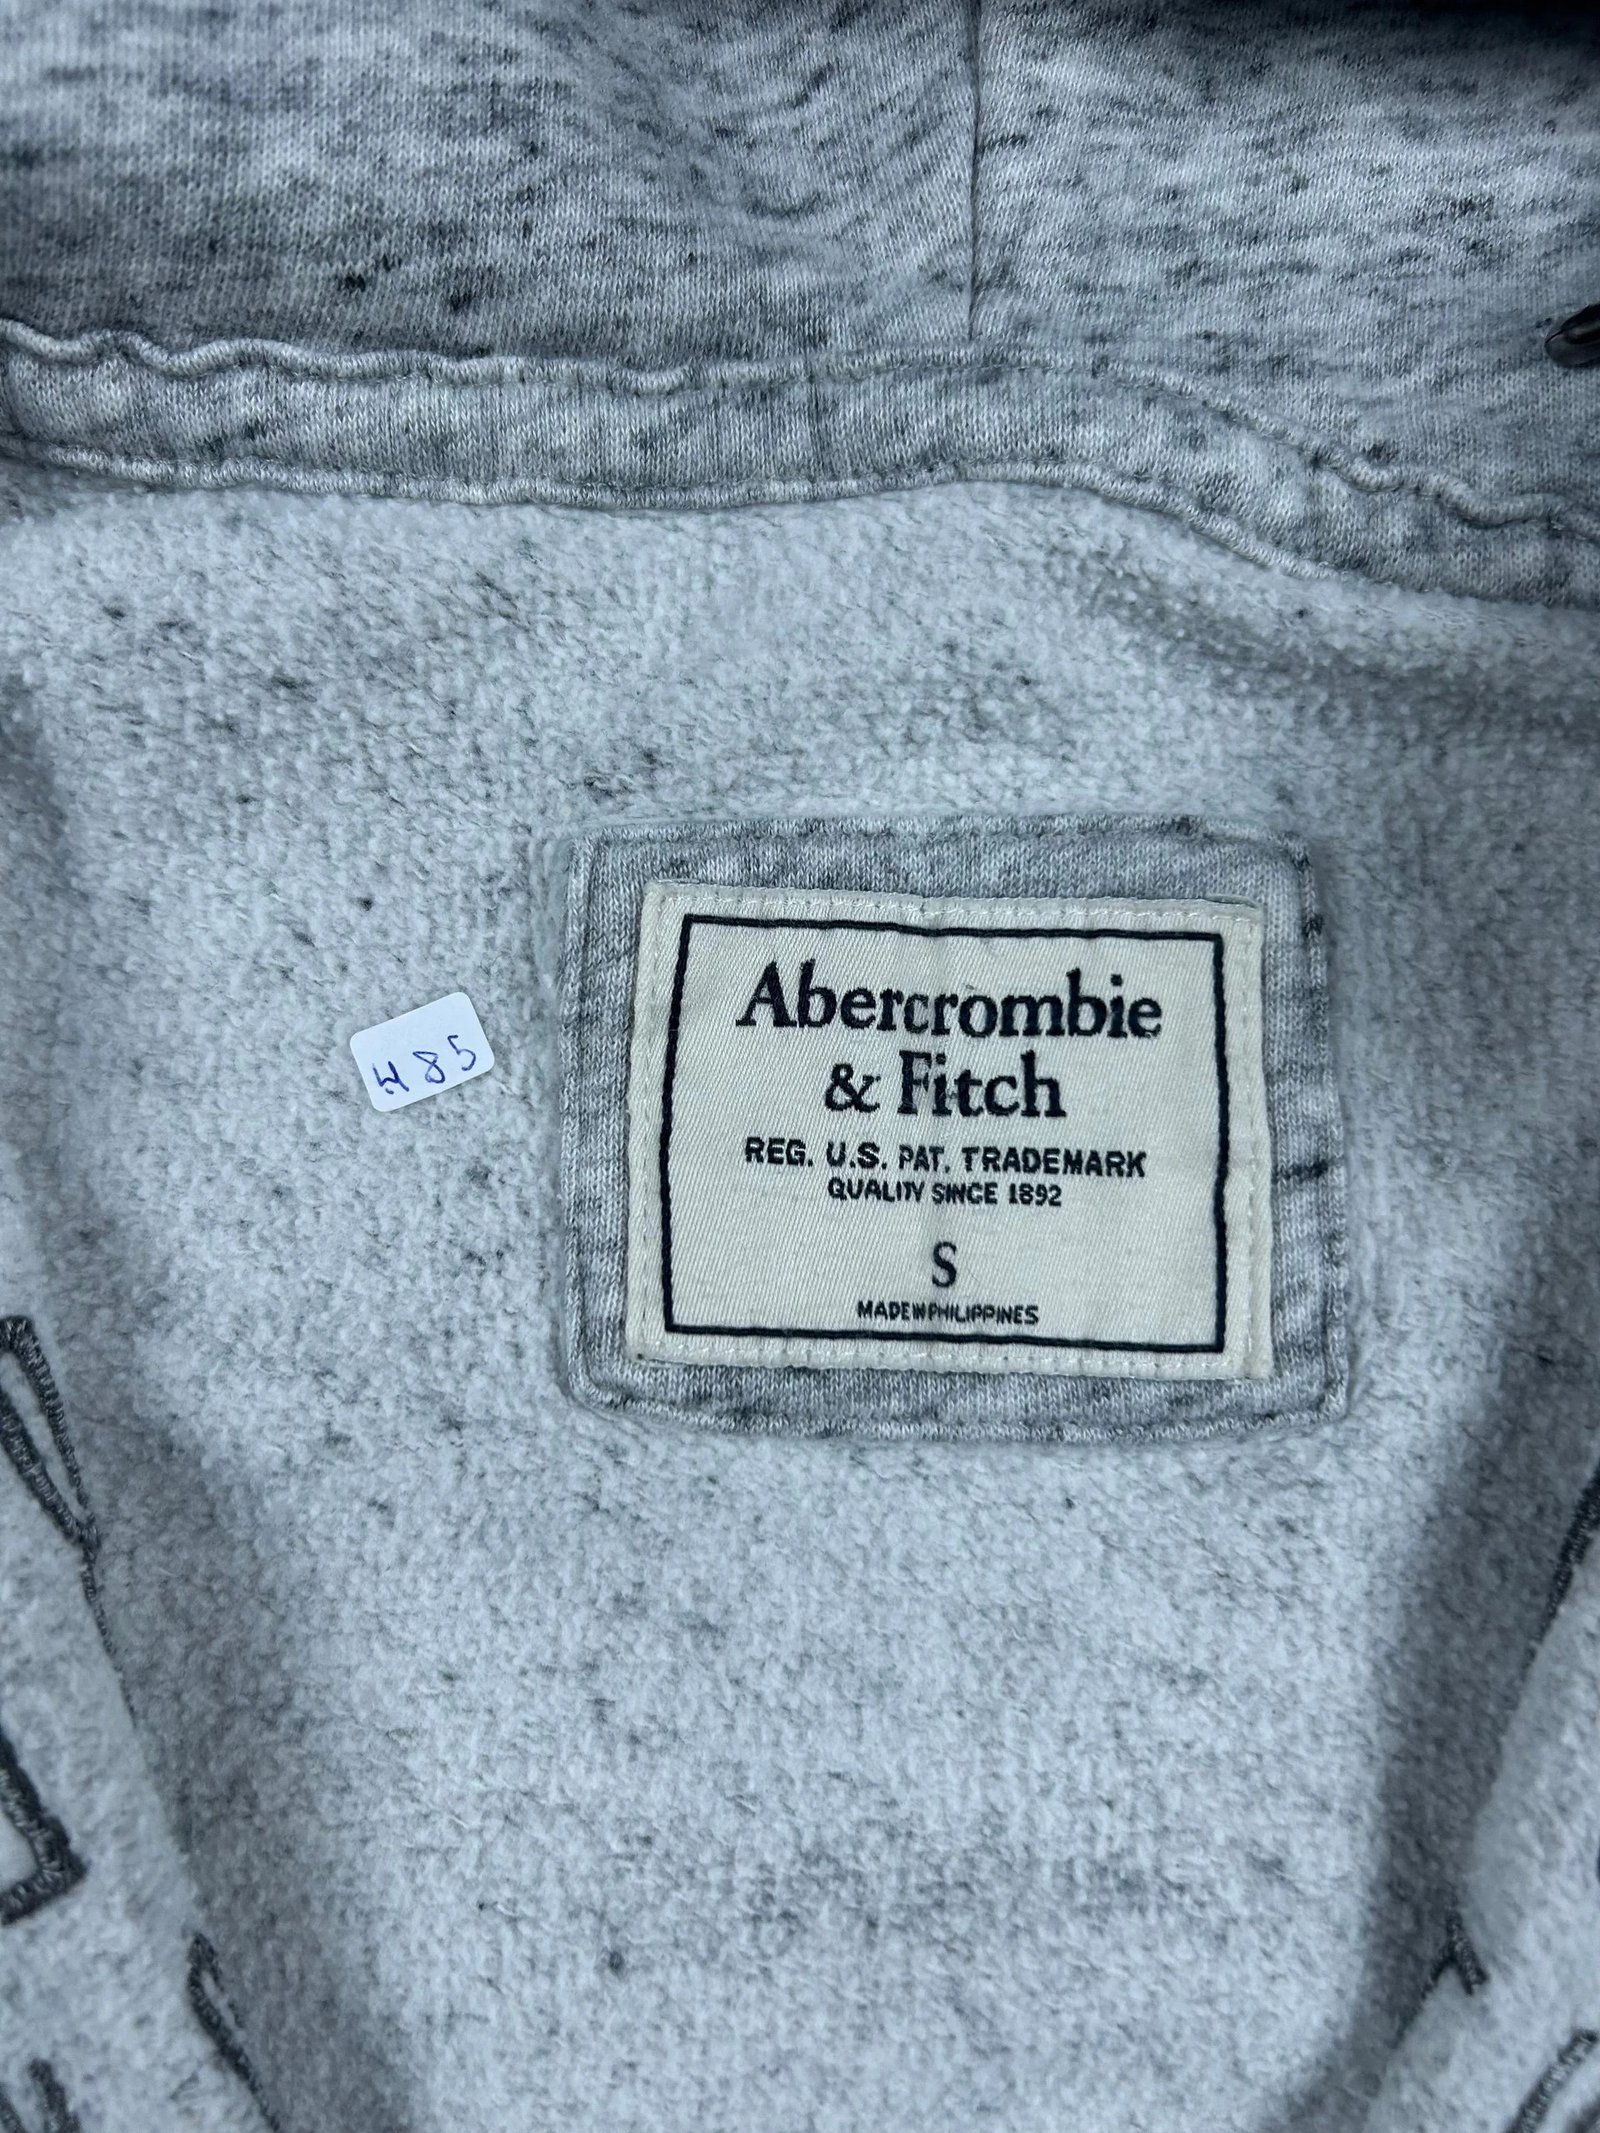 485
Abercrombie
& Fitch
REG. U.S. PAT. TRADEMARK
QUALITY SINCE 1892
S
MADE IN PHILIPPINES